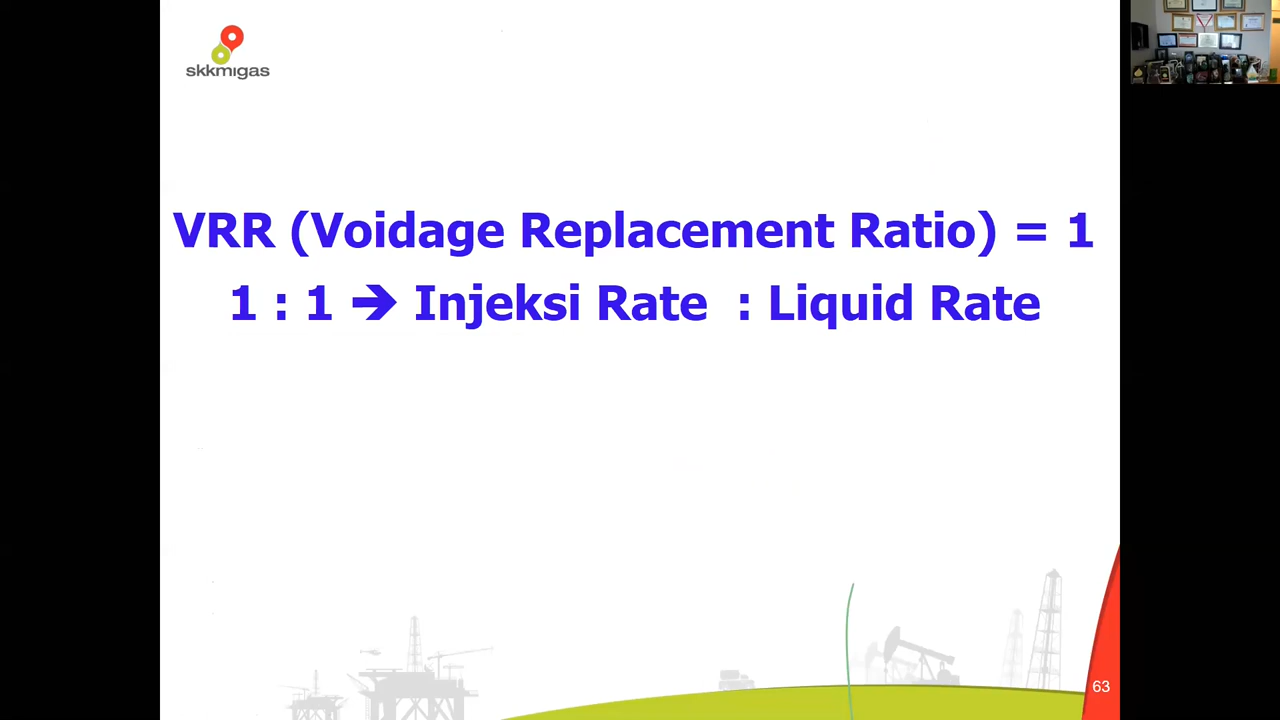 skkmigas
VRR (Voidage Replacement Ratio) = 1
1 : 1 ➔ Injeksi Rate : Liquid Rate
63